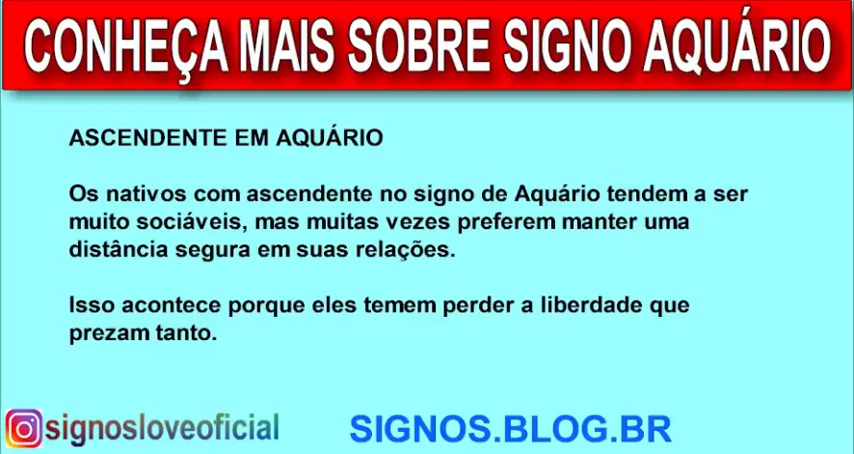 CONHEÇA MAIS SOBRE SIGNO AQUÁRIO
ASCENDENTE EM AQUÁRIO
Os nativos com ascendente no signo de Aquário tendem a ser
muito sociáveis, mas muitas vezes preferem manter uma
distância segura em suas relações.
Isso acontece porque eles temem perder a liberdade que
prezam tanto.
signosloveoficial
SIGNOS.BLOG.BR